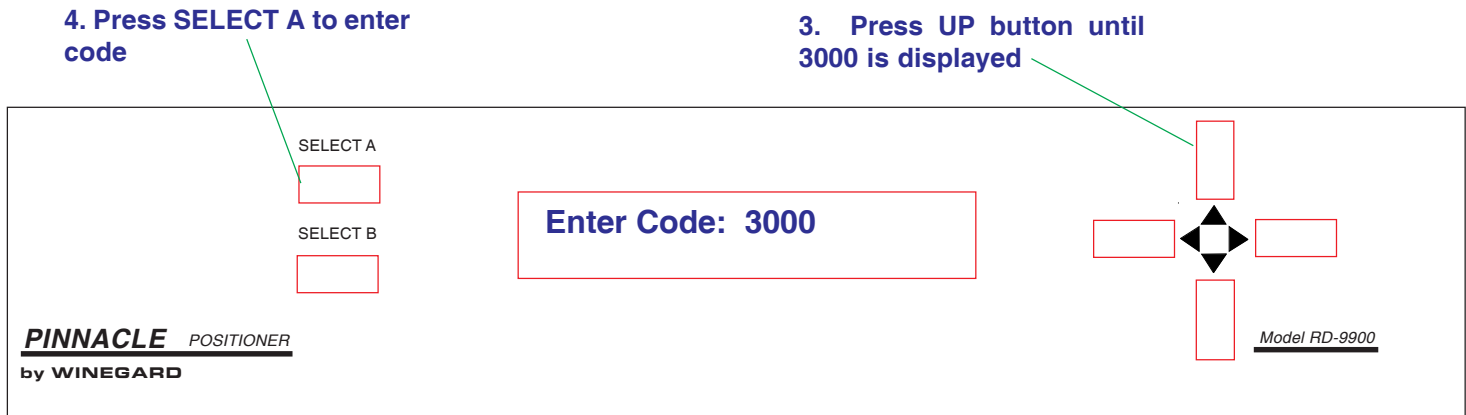 4. Press SELECT A to enter
code
3. Press UP button until
3000 is displayed
SELECT A
Enter Code: 3000
SELECT B
PINNACLE POSITIONER
by WINEGARD
Model RD-9900